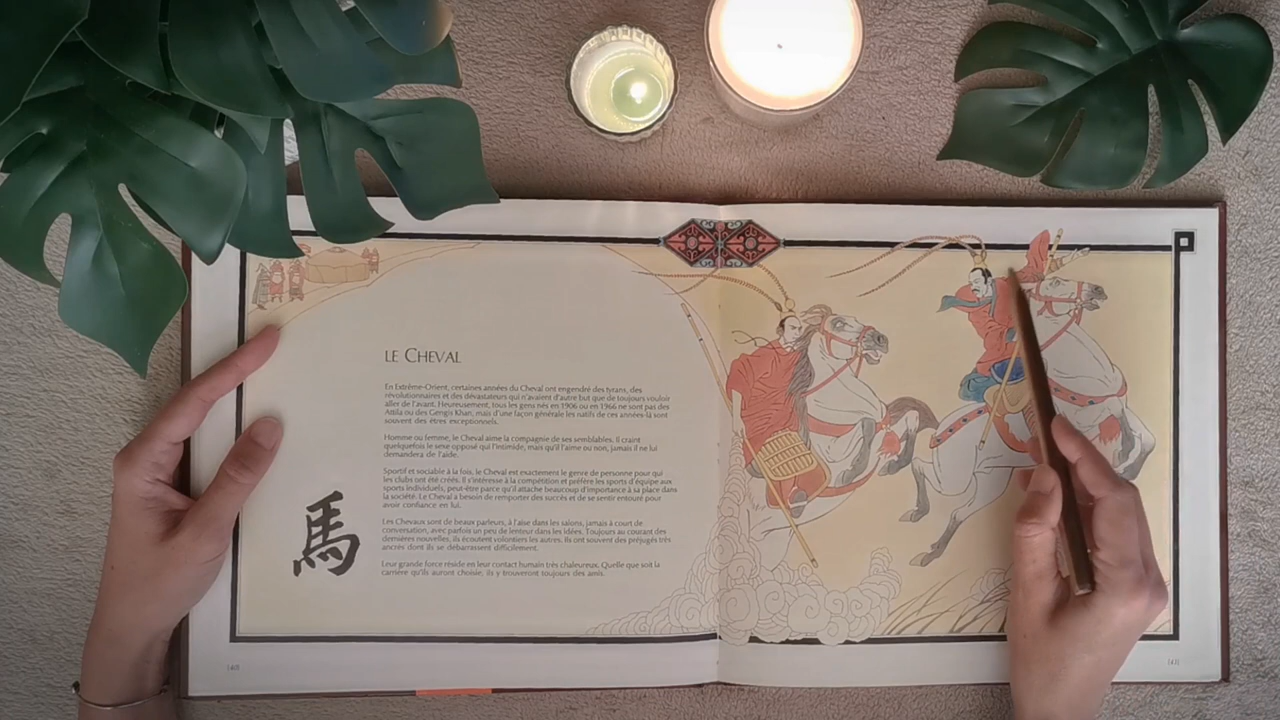 LE CHEVAL
En Extrême-Orient, certaines années du Cheval ont engendré des tyrans, des
révolutionnaires et des dévastateurs qui n'avaient d'autre but que de toujours vouloir
aller de l'avant. Heureusement, tous les gens nés en 1906 ou en 1966 ne sont pas des
Attila ou des Gengis Khan, mais d'une façon générale les natifs de ces années-là sont
souvent des êtres exceptionnels.
Homme ou femme, le Cheval aime la compagnie de ses semblables. Il craint
quelquefois le sexe opposé qui l'intimide, mais qu'il l'aime ou non, jamais il ne lui
demandera de l'aide.
Sportif et sociable à la fois, le Cheval est exactement le genre de personne pour qui
les clubs ont été créés. Il s'intéresse à la compétition et préfère les sports d'équipe aux
sports individuels, peut-être parce qu'il attache beaucoup d'importance à sa place dans
la société. Le Cheval a besoin de remporter des succès et de se sentir entouré pour
avoir confiance en lui.
Les Chevaux sont de beaux parleurs, à l'aise dans les salons, jamais à court de
conversation, avec parfois un peu de lenteur dans les idées. Toujours au courant des
dernières nouvelles, ils écoutent volontiers les autres, ils ont souvent des préjugés très
ancrés dont ils se débarrassent difficilement.
Leur grande force réside en leur contact humain très chaleureux. Quelle que soit la
carrière qu'ils auront choisie, ils y trouveront toujours des amis.
馬
[40]
[41]